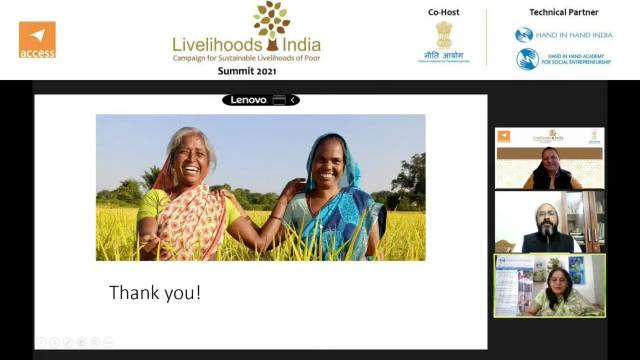 access
Livelihoods India
Campaign for Sustainable Livelihoods of Poor
Summit 2021
Co-Host
नीति आयोग
Technical Partner
HAND IN HAND INDIA
HAND IN HAND ACADEMY
FOR SOCIAL ENTREPRENEURSHIP
Lenovo
Thank you!